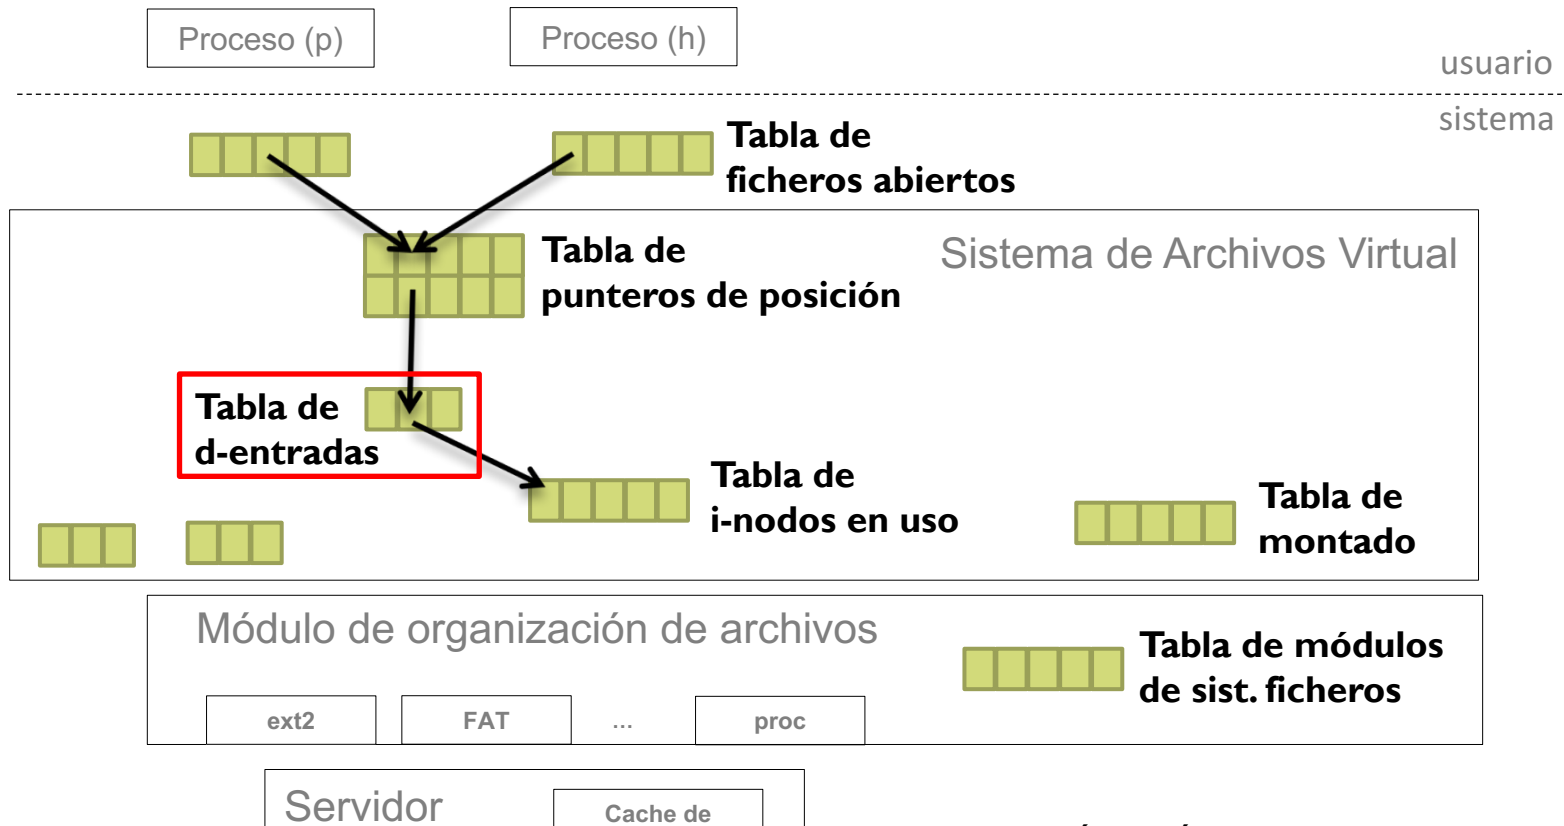 Proceso (p)
Proceso (h)
usuario
sistema
Tabla de
ficheros abiertos
Sistema de Archivos Virtual
Tabla de
punteros de posición
Tabla de
d-entradas
Tabla de
i-nodos en uso
Tabla de
montado
Módulo de organización de archivos
Tabla de módulos
de sist. ficheros
ext2
FAT
...
proc
Servidor
Cache de